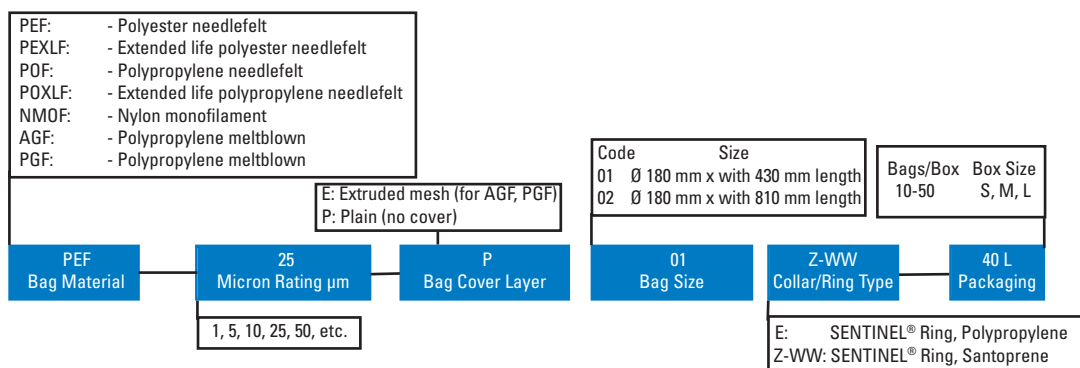 PEF: - Polyester needlefelt
PEXLF: - Extended life polyester needlefelt
POF: - Polypropylene needlefelt
POXLF: - Extended life polypropylene needlefelt
NMOF: - Nylon monofilament
AGF: - Polypropylene meltblown
PGF: - Polypropylene meltblown
E: Extruded mesh (for AGF, PGF)
P: Plain (no cover)
Code Size
01 Ø 180 mm x with 430 mm length
02 Ø 180 mm x with 810 mm length
Bags/Box Box Size
10-50 S, M, L
PEF
Bag Material
25
Micron Rating µm
P
Bag Cover Layer
01
Bag Size
Z-WW
Collar/Ring Type
40 L
Packaging
1, 5, 10, 25, 50, etc.
E: SENTINEL® Ring, Polypropylene
Z-WW: SENTINEL® Ring, Santoprene